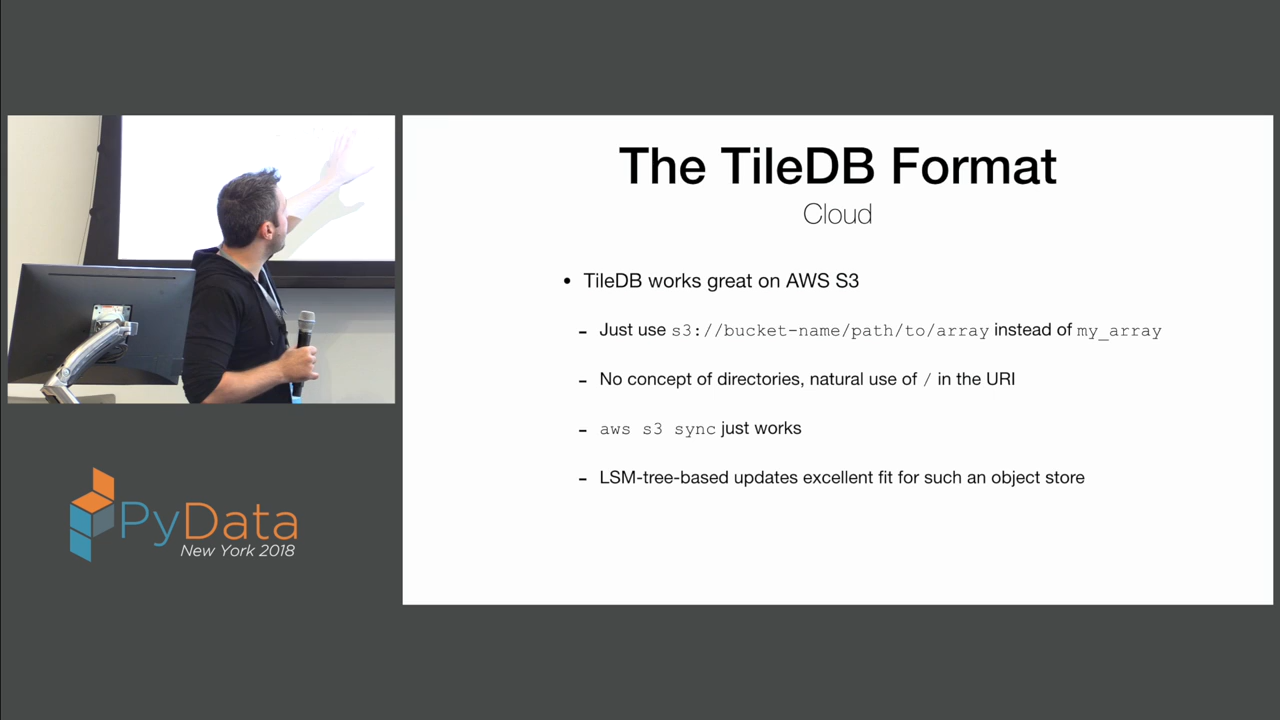 The TileDB Format
Cloud
• TileDB works great on AWS S3
- Just use s3://bucket-name/path/to/array instead of my_array
- No concept of directories, natural use of / in the URI
- aws s3 sync just works
- LSM-tree-based updates excellent fit for such an object store
PyData
New York 2018